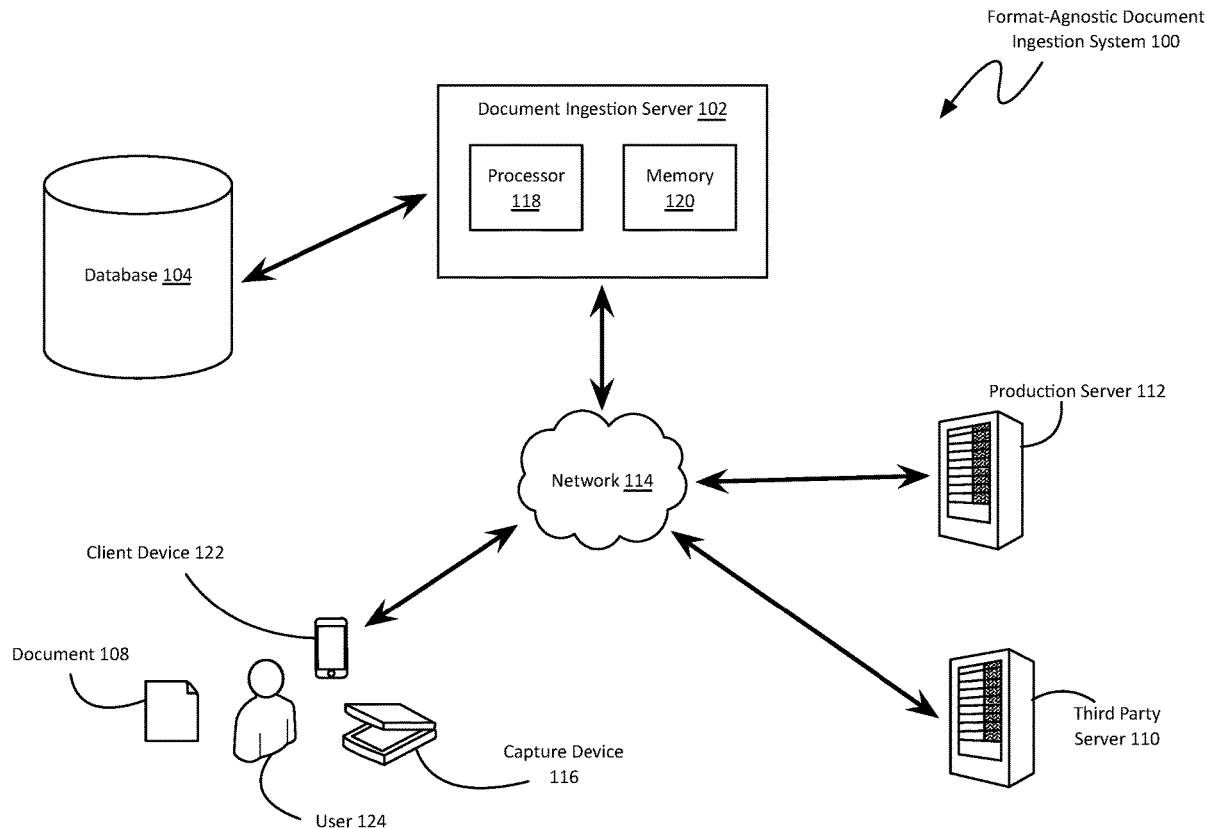 Format-Agnostic Document
Ingestion System 100
Document Ingestion Server 102
Processor
118
Memory
120
Database 104
Production Server 112
Network 114
Client Device 122
Document 108
Third Party
Server 110
Capture Device
116
User 124